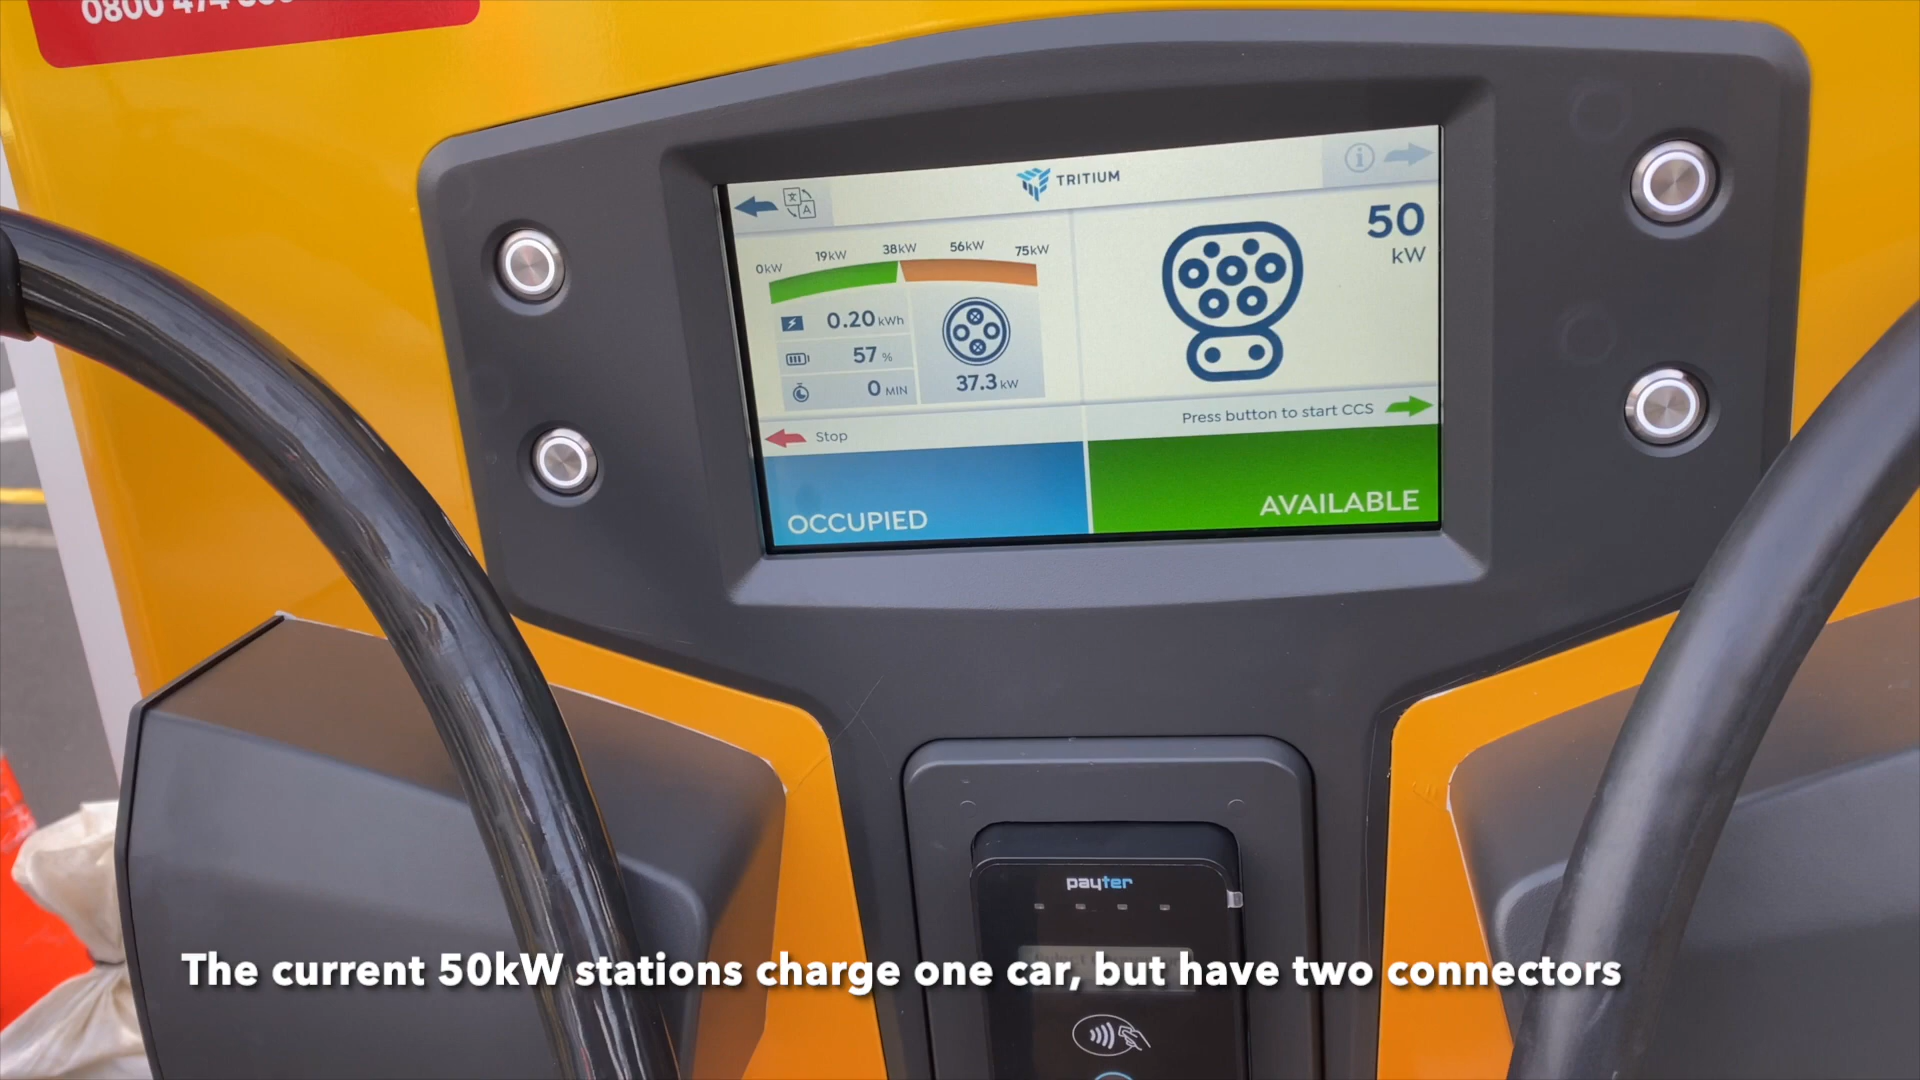 0800 474
TRITIUM
0kW 19kW 38kW 56kW 75kW
0.20 kWh
57 %
0 MIN
37.3 kW
Stop
OCCUPIED
50
kW
Press button to start CCS
AVAILABLE
payter
The current 50kW stations charge one car, but have two connectors